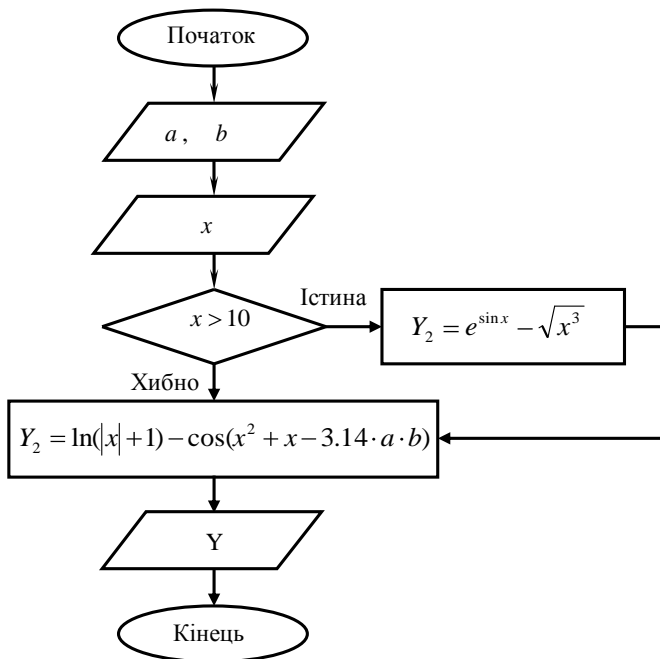 Початок
a , b
x
x > 10
Істина
Y₂ = e^{sin x} − √x³
Хибно
Y₂ = ln(|x| + 1) − cos(x² + x − 3.14 · a · b)
Y
Кінець